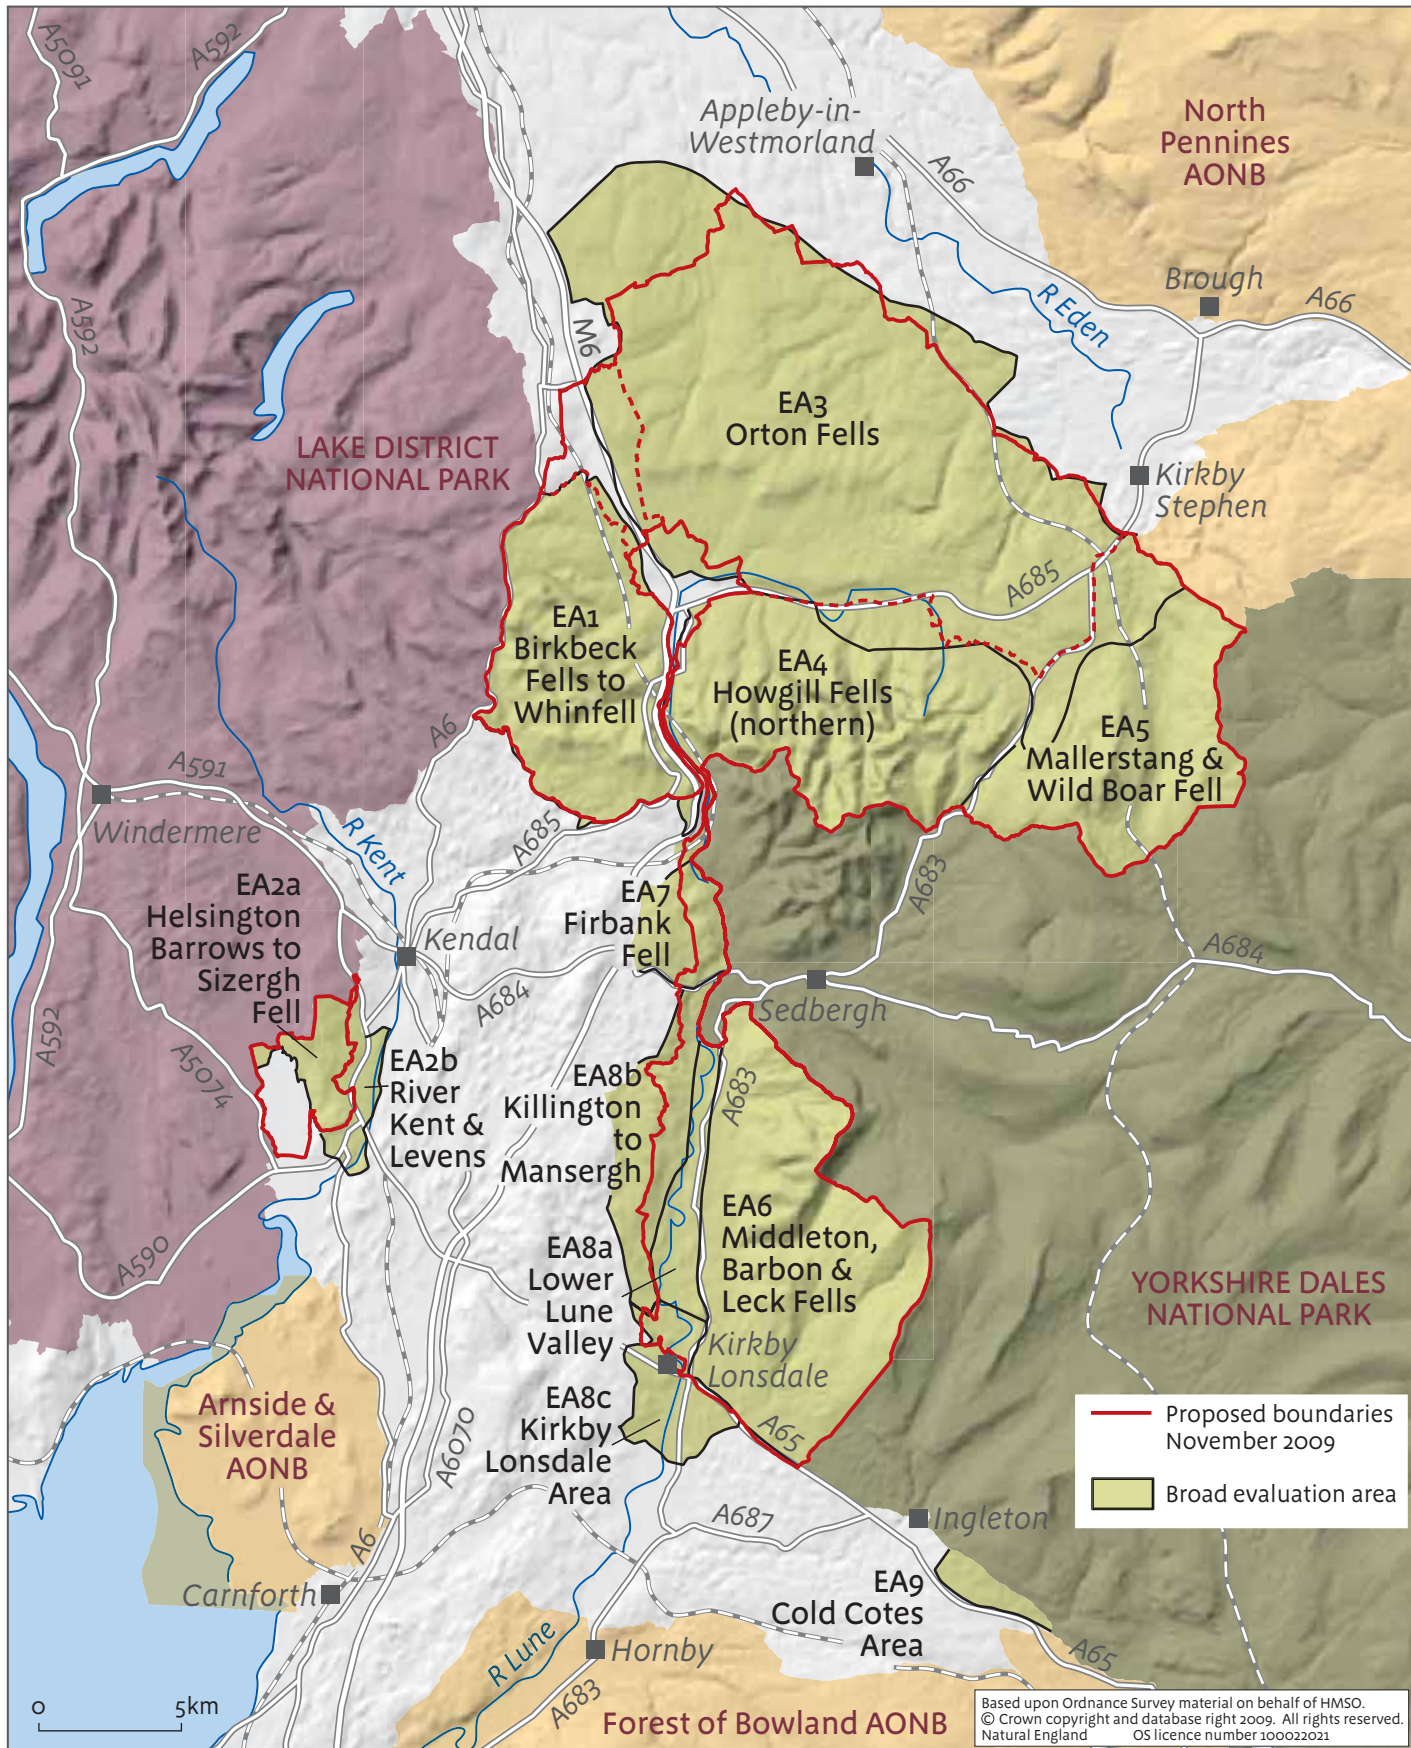 A5091
A592
Appleby-in-
Westmorland
A66
North
Pennines
AONB
Brough
A66
R Eden
A592
M6
EA3
Orton Fells
LAKE DISTRICT
NATIONAL PARK
Kirkby
Stephen
A685
EA1
Birkbeck
Fells to
Whinfell
EA4
Howgill Fells
(northern)
EA5
Mallerstang &
Wild Boar Fell
A6
A591
Windermere
R Kent
A685
A683
EA2a
Helsington
Barrows to
Sizergh
Fell
EA7
Firbank
Fell
Kendal
A684
A684
Sedbergh
A592
A5074
EA2b
River
Kent &
Levens
EA8b
Killington
to
Mansergh
A683
EA6
Middleton,
Barbon &
Leck Fells
A590
EA8a
Lower
Lune
Valley
YORKSHIRE DALES
NATIONAL PARK
Kirkby
Lonsdale
Arnside &
Silverdale
AONB
EA8c
Kirkby
Lonsdale
Area
A6070
A65
Proposed boundaries
November 2009
Broad evaluation area
A687
Ingleton
A6
Carnforth
EA9
Cold Cotes
Area
R Lune
Hornby
A65
A683
0 5km
Forest of Bowland AONB
Based upon Ordnance Survey material on behalf of HMSO.
© Crown copyright and database right 2009. All rights reserved.
Natural England OS licence number 100022021